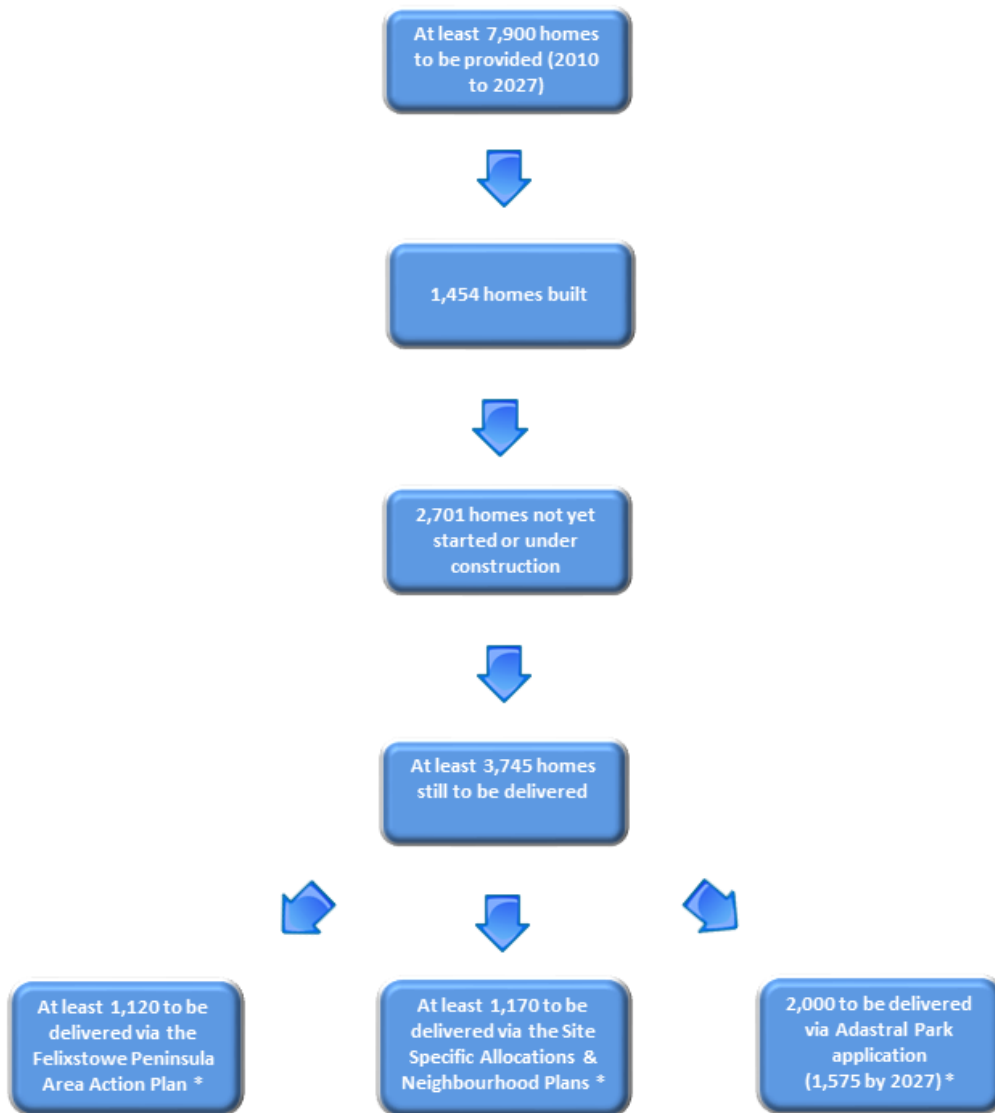 At least 7,900 homes
to be provided (2010
to 2027)
1,454 homes built
2,701 homes not yet
started or under
construction
At least 3,745 homes
still to be delivered
At least 1,120 to be
delivered via the
Felixstowe Peninsula
Area Action Plan *
At least 1,170 to be
delivered via the Site
Specific Allocations &
Neighbourhood Plans *
2,000 to be delivered
via Adastral Park
application
(1,575 by 2027) *